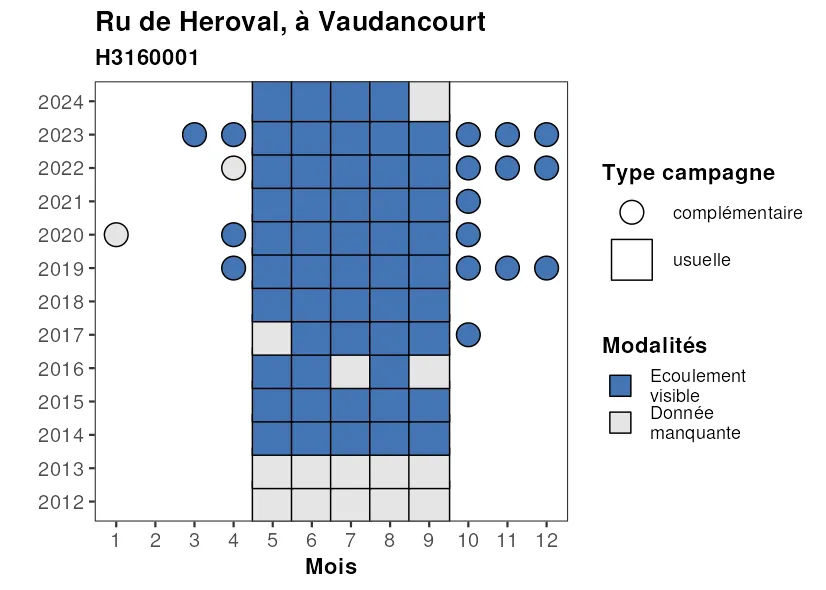 Ru de Heroval, à Vaudancourt
H3160001
2024
2023
2022
2021
2020
2019
2018
2017
2016
2015
2014
2013
2012
1 2 3 4 5 6 7 8 9 10 11 12
Mois
Type campagne
complémentaire
usuelle
Modalités
Ecoulement
visible
Donnée
manquante